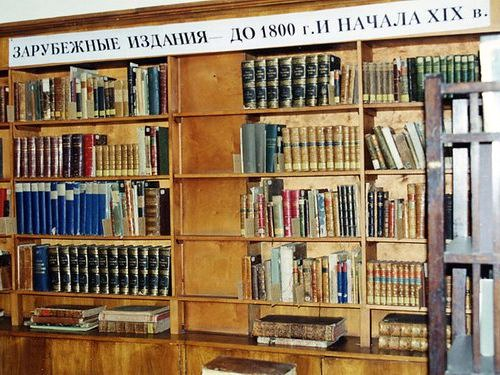 ЗАРУБЕЖНЫЕ ИЗДАНИЯ— ДО 1800 г. И НАЧАЛА XIX в.